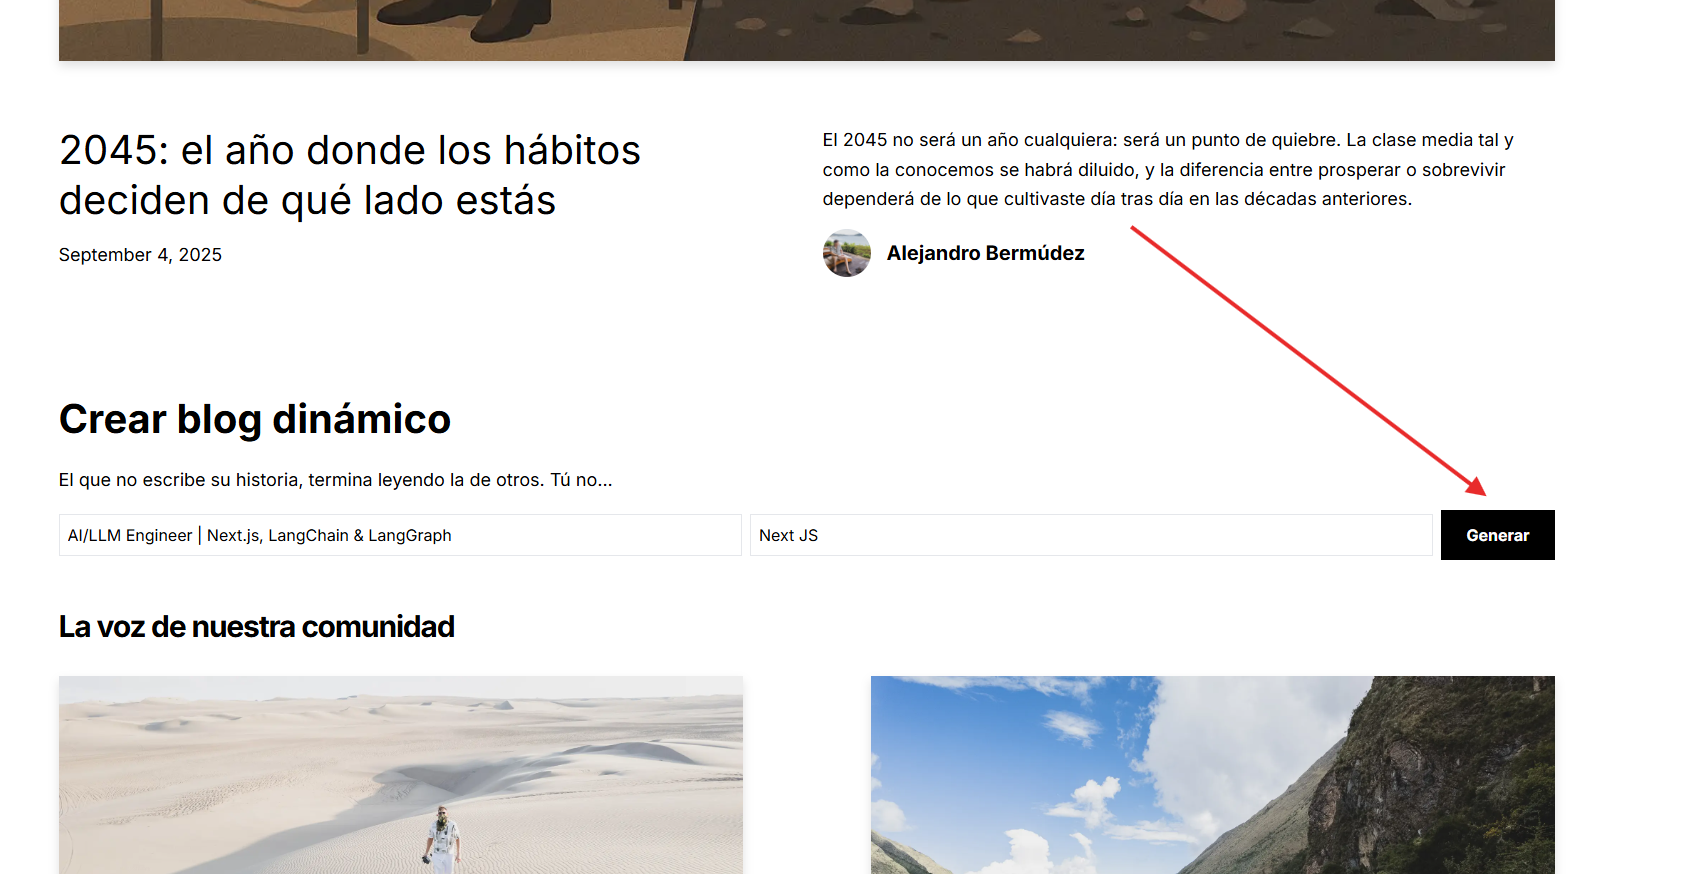 2045: el año donde los hábitos
deciden de qué lado estás
September 4, 2025
El 2045 no será un año cualquiera: será un punto de quiebre. La clase media tal y
como la conocemos se habrá diluido, y la diferencia entre prosperar o sobrevivir
dependerá de lo que cultivaste día tras día en las décadas anteriores.
Alejandro Bermúdez
Crear blog dinámico
El que no escribe su historia, termina leyendo la de otros. Tú no...
AI/LLM Engineer | Next.js, LangChain & LangGraph
Next JS
Generar
La voz de nuestra comunidad